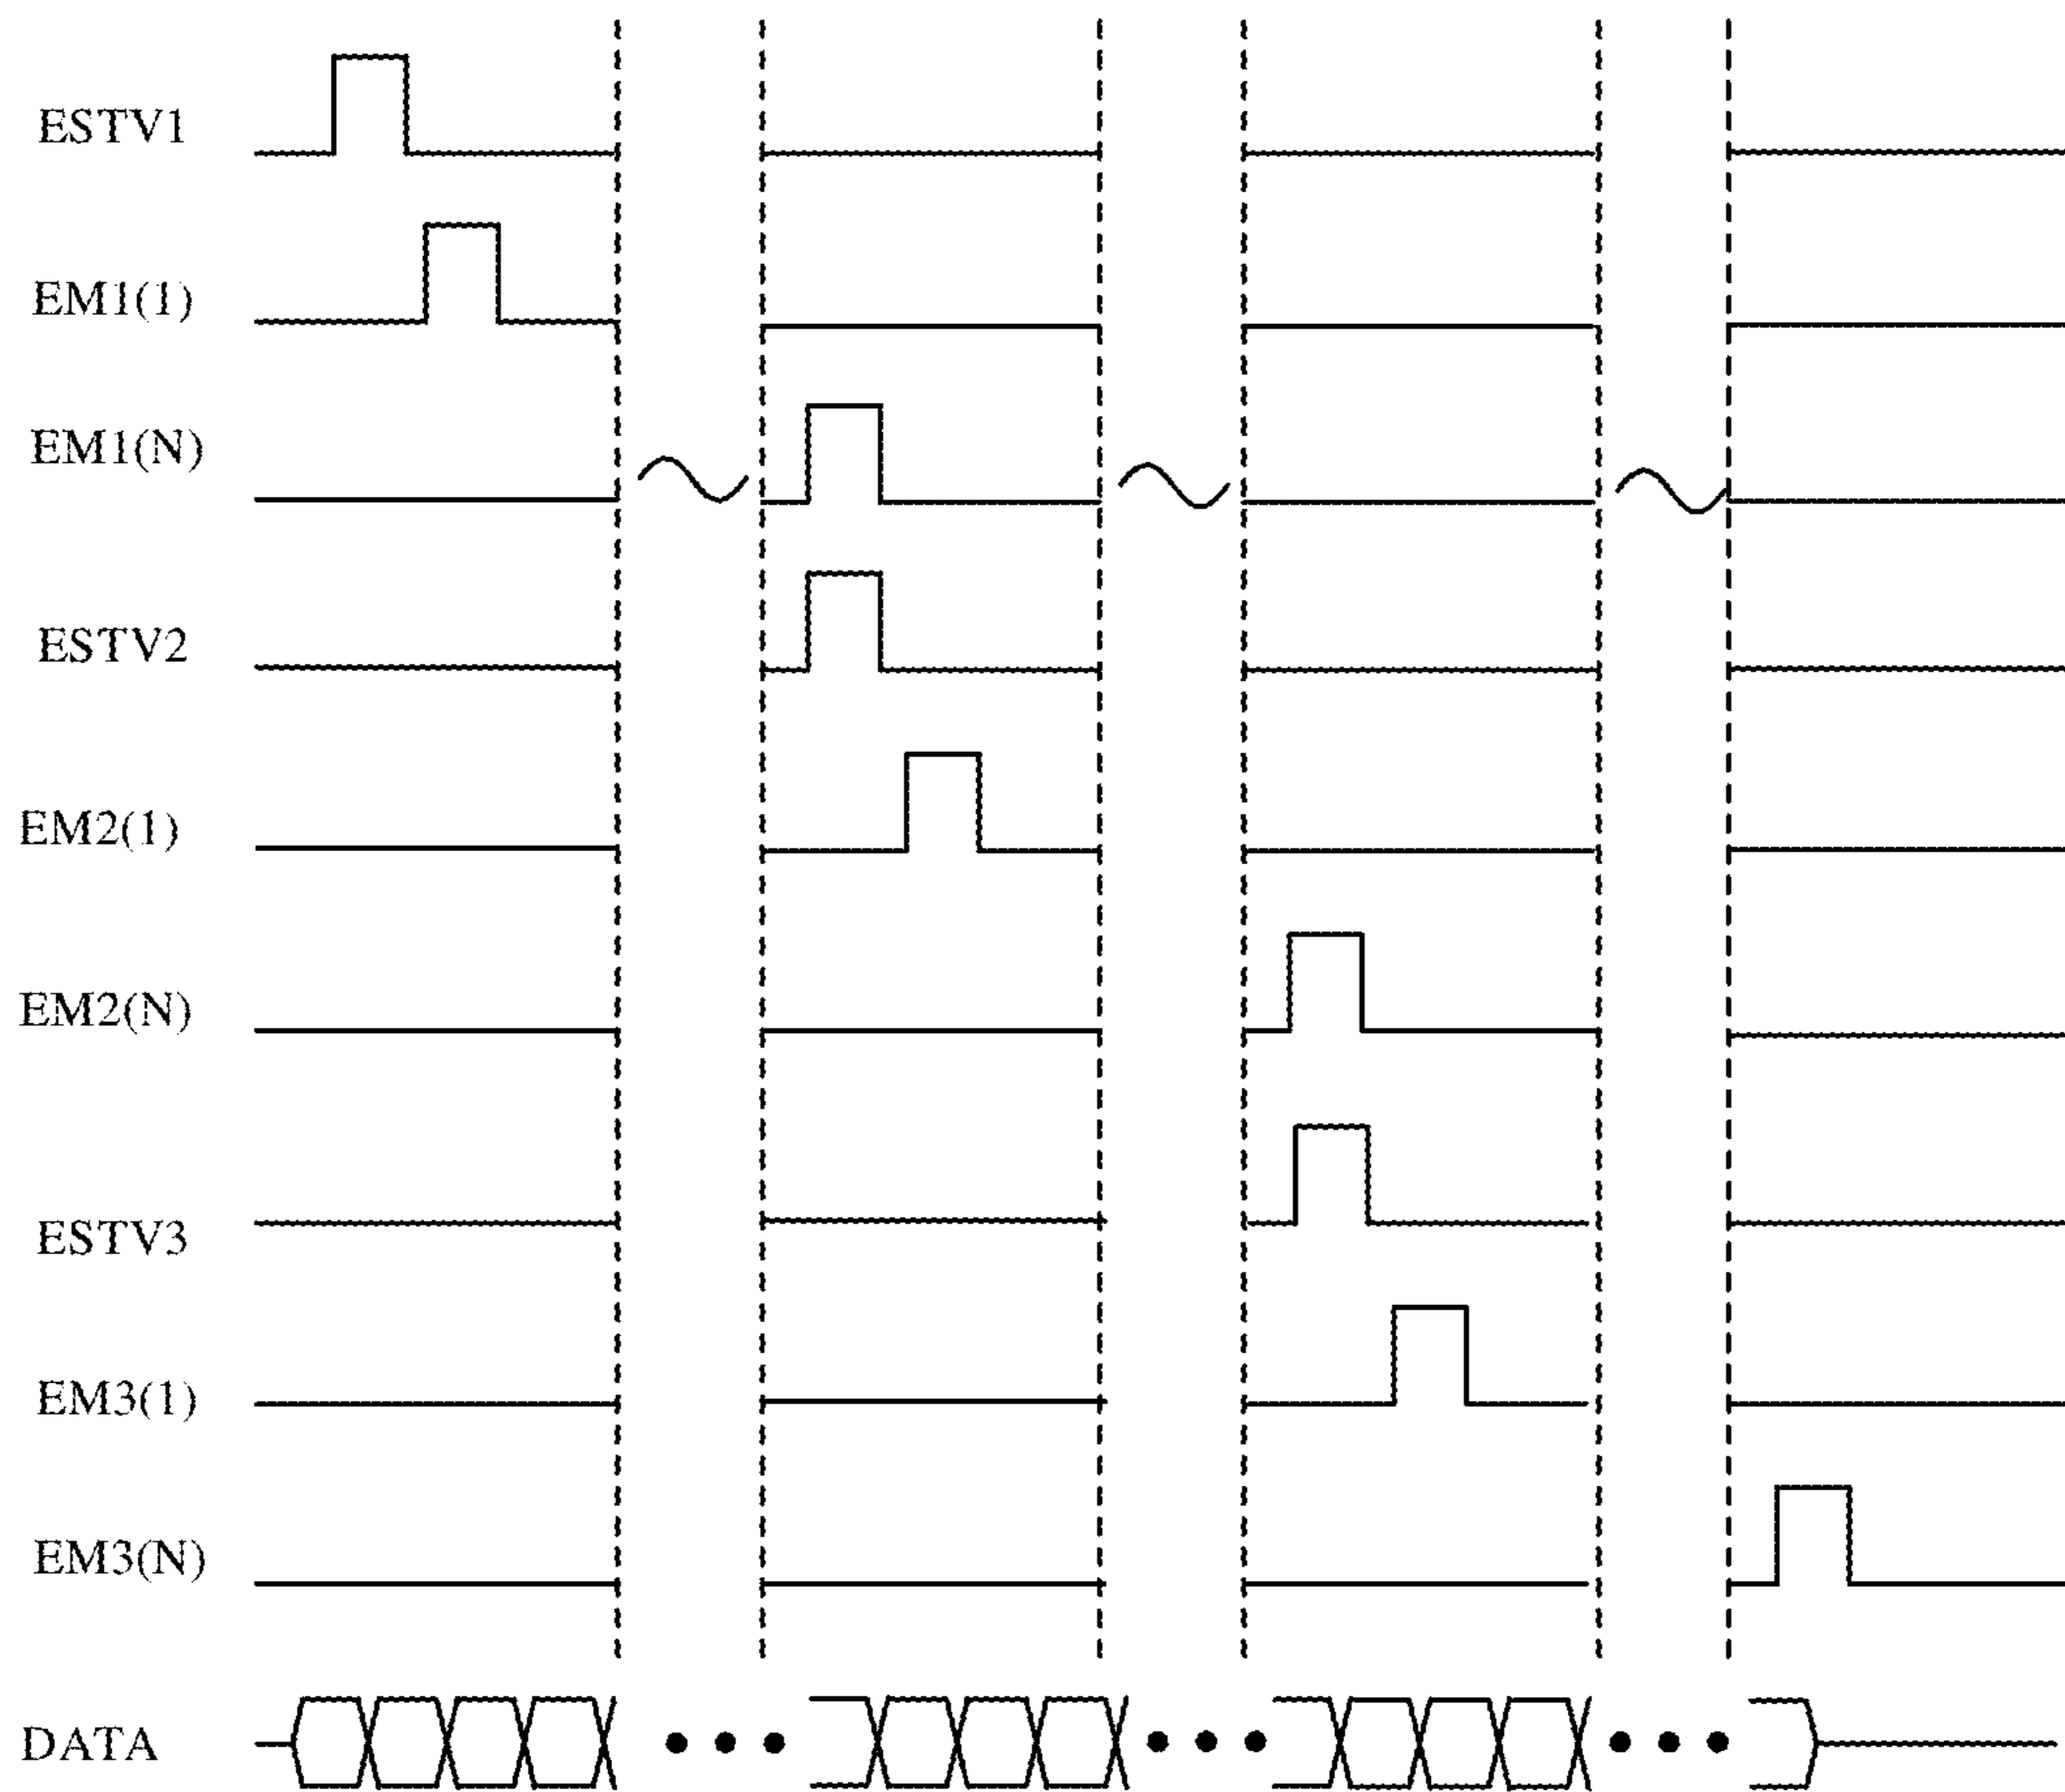 ESTV1
EM1(1)
EM1(N)
ESTV2
EM2(1)
EM2(N)
ESTV3
EM3(1)
EM3(N)
DATA